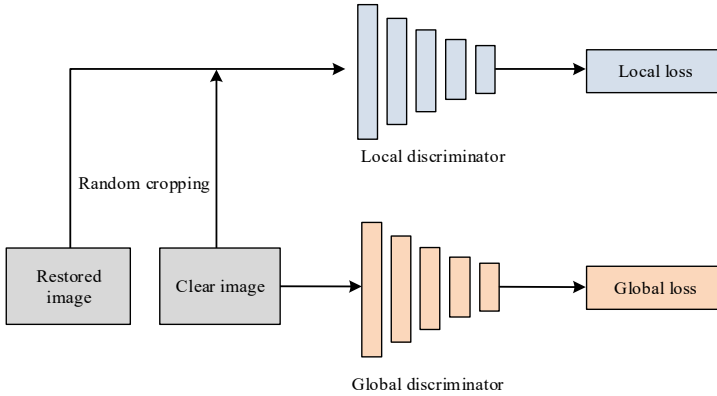 Local loss
Local discriminator
Random cropping
Restored
image
Clear image
Global loss
Global discriminator